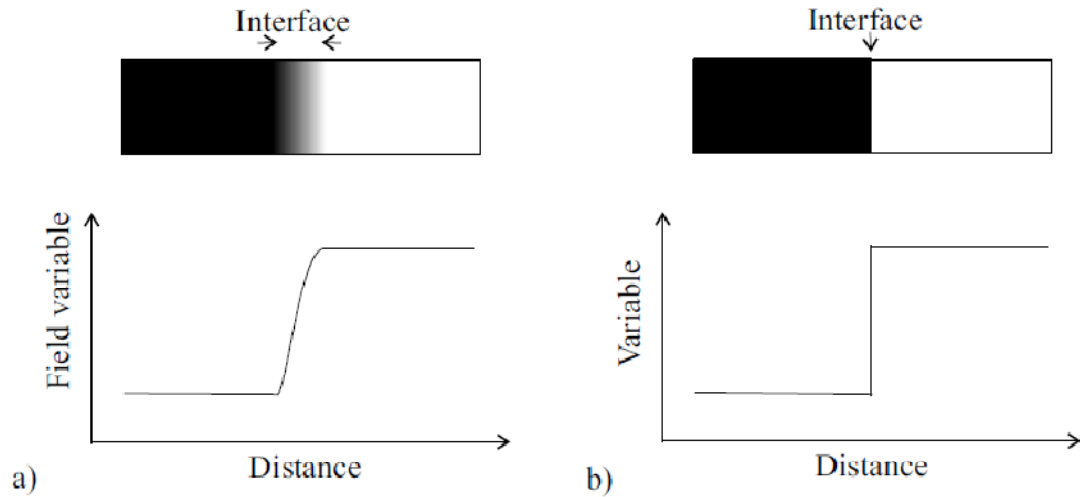 Interface
Field variable
Distance
a)
Interface
Variable
Distance
b)